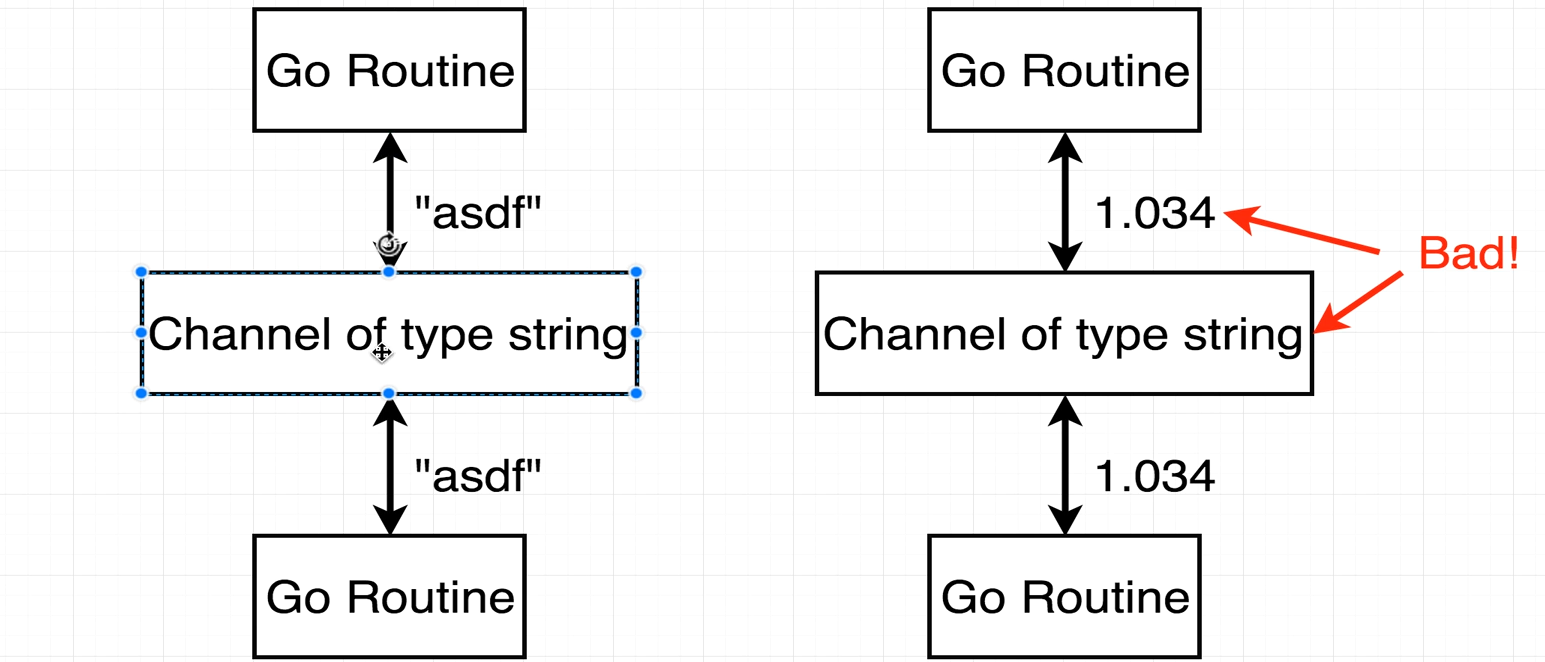 Go Routine
"asdf"
Channel of type string
"asdf"
Go Routine
Go Routine
1.034
Bad!
Channel of type string
1.034
Go Routine